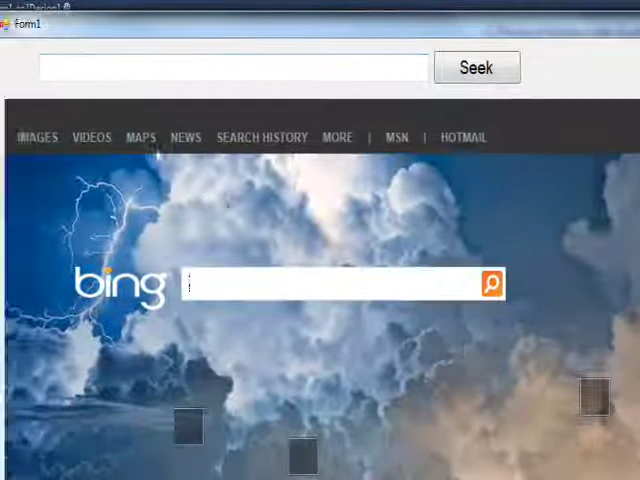 Form1
Seek
IMAGES VIDEOS MAPS NEWS SEARCH HISTORY MORE | MSN | HOTMAIL
bing